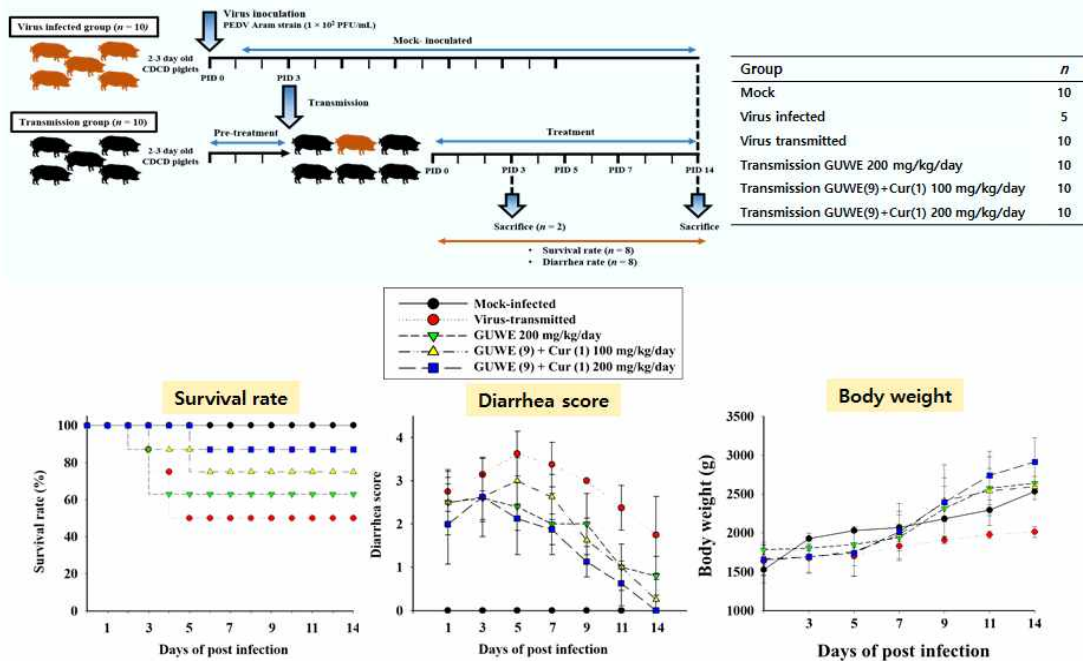 Virus infected group (n = 10)
Virus inoculation
PEDV Aram strain (1 × 10² PFU/mL)
2-3 day old
CDCD piglets
Mock- inoculated
PID 0
PID 3
Transmission
Transmission group (n = 10)
Pre-treatment
2-3 day old
CDCD piglets
Treatment
PID 0
PID 3
PID 5
PID 7
PID 14
Sacrifice (n = 2)
Sacrifice
• Survival rate (n = 8)
• Diarrhea rate (n = 8)
Group n
Mock 10
Virus infected 5
Virus transmitted 10
Transmission GUWE 200 mg/kg/day 10
Transmission GUWE(9)+Cur(1) 100 mg/kg/day 10
Transmission GUWE(9)+Cur(1) 200 mg/kg/day 10
Mock-infected
Virus-transmitted
GUWE 200 mg/kg/day
GUWE (9) + Cur (1) 100 mg/kg/day
GUWE (9) + Cur (1) 200 mg/kg/day
Survival rate
Survival rate (%)
100
80
60
40
20
0
1 3 5 7 9 11 14
Days of post infection
Diarrhea score
Diarrhea score
4
3
2
1
0
1 3 5 7 9 11 14
Days of post infection
Body weight
Body weight (g)
3500
3000
2500
2000
1500
1000
3 5 7 9 11 14
Days of post infection